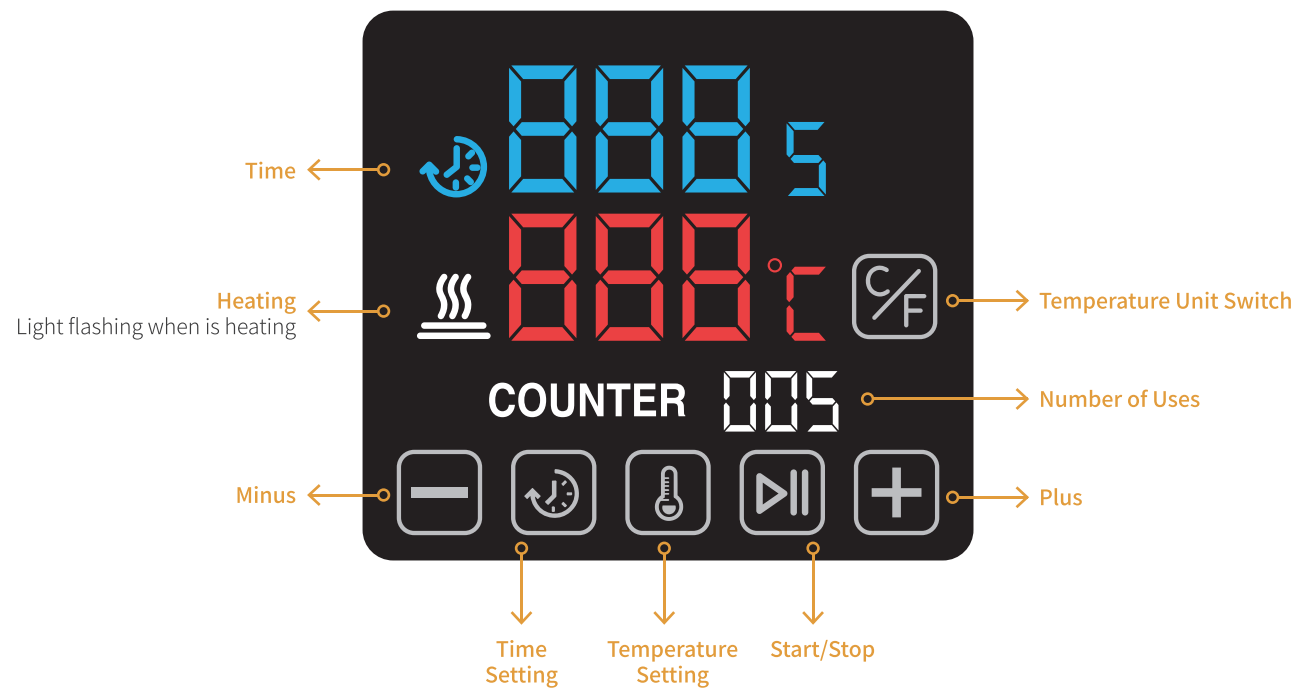 888 S
Time
Heating
Light flashing when is heating
888 °C
C/F
Temperature Unit Switch
COUNTER 005
Number of Uses
Minus
Plus
Time
Setting
Temperature
Setting
Start/Stop